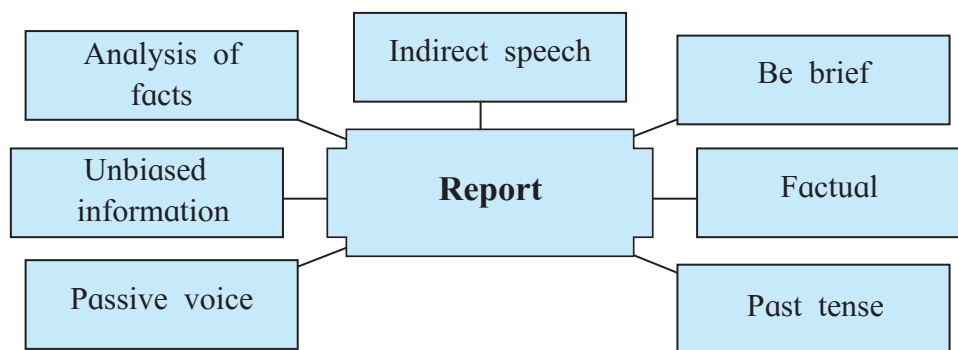 Analysis of
facts
Indirect speech
Be brief
Unbiased
information
Report
Factual
Passive voice
Past tense